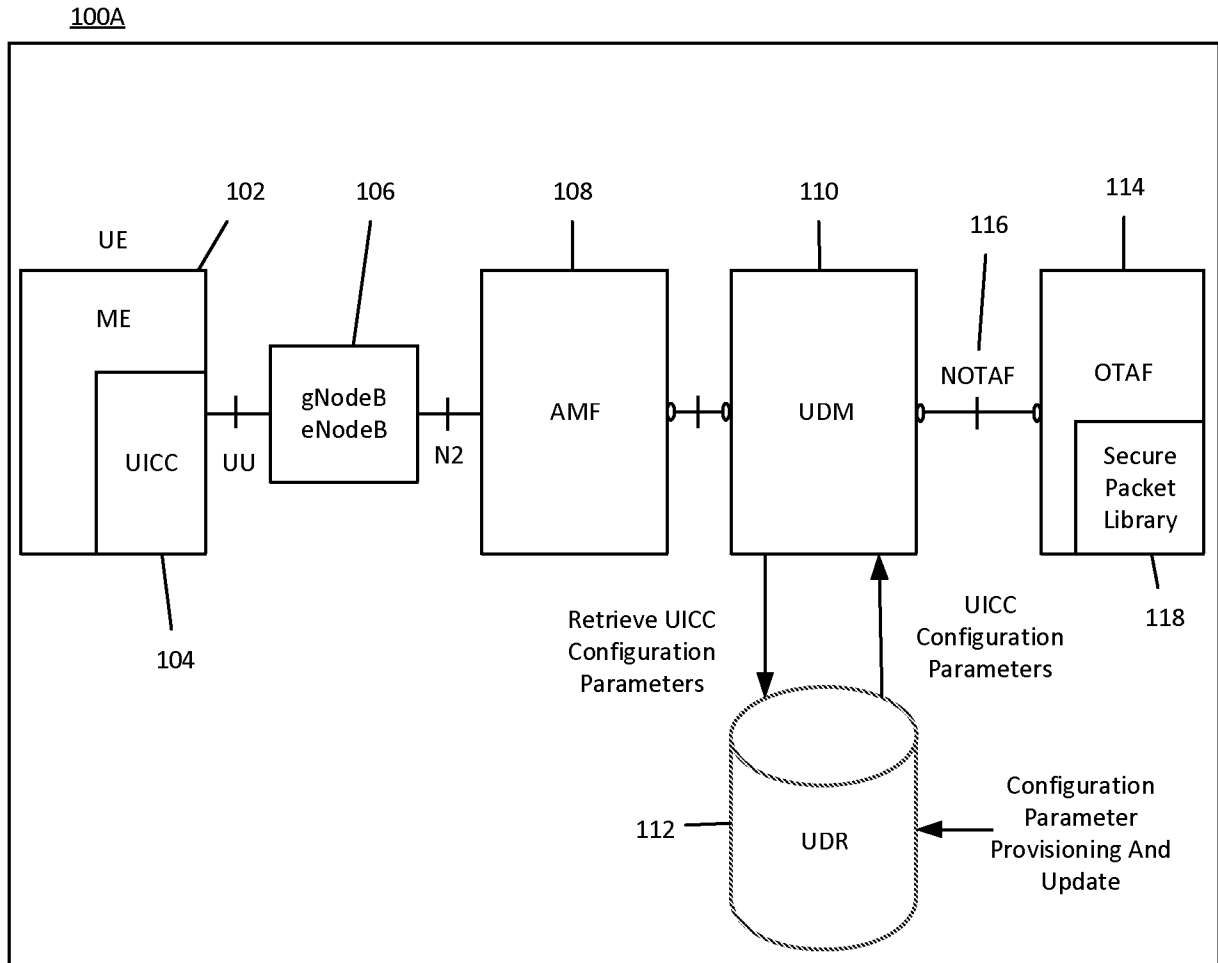 100A
102
106
108
110
114
116
UE
ME
UICC
UU
gNodeB
eNodeB
N2
AMF
UDM
NOTAF
OTAF
Secure
Packet
Library
104
118
Retrieve UICC
Configuration
Parameters
UICC
Configuration
Parameters
112
UDR
Configuration
Parameter
Provisioning And
Update